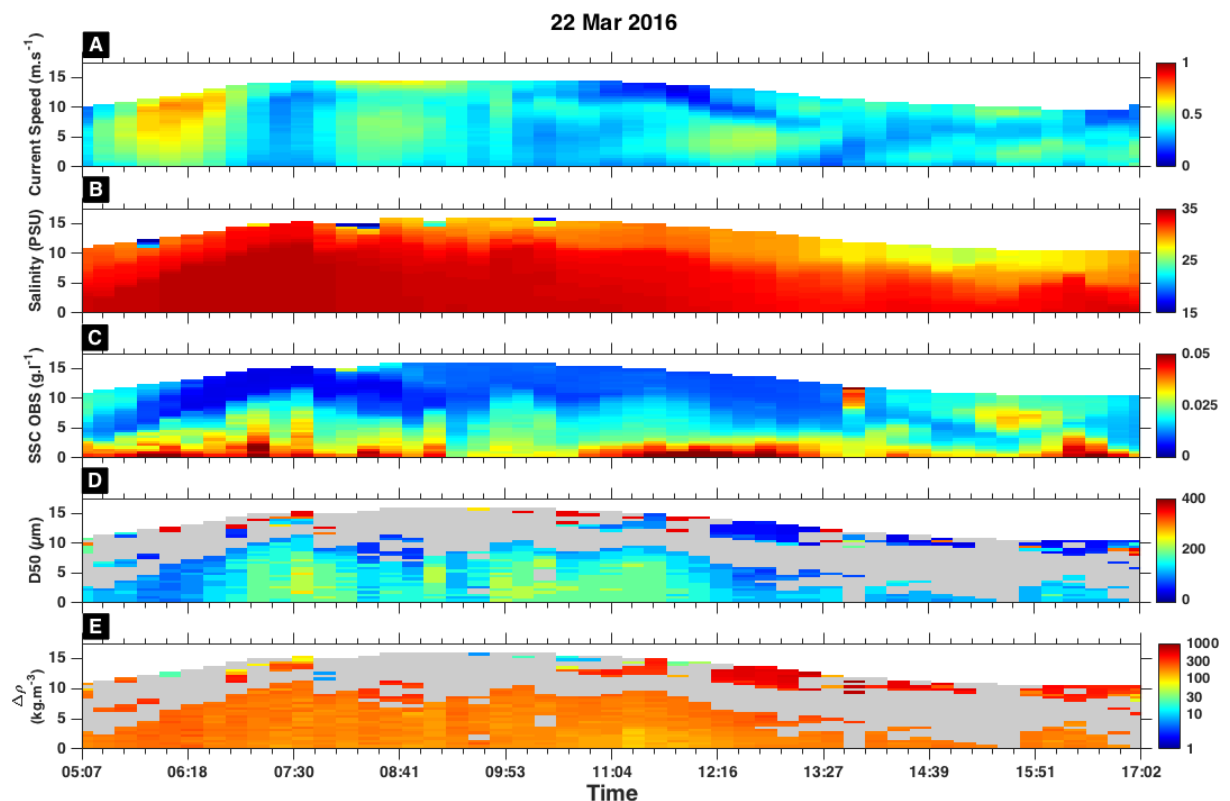 22 Mar 2016
A
Current Speed (m.s⁻¹)
15
10
5
0
1
0.5
0
B
Salinity (PSU)
15
10
5
0
35
25
15
C
SSC OBS (g.l⁻¹)
15
10
5
0
0.05
0.025
0
D
D50 (μm)
15
10
5
0
400
200
0
E
Δρ
(kg.m⁻³)
15
10
5
0
1000
300
100
30
10
3
1
05:07 06:18 07:30 08:41 09:53 11:04 12:16 13:27 14:39 15:51 17:02
Time